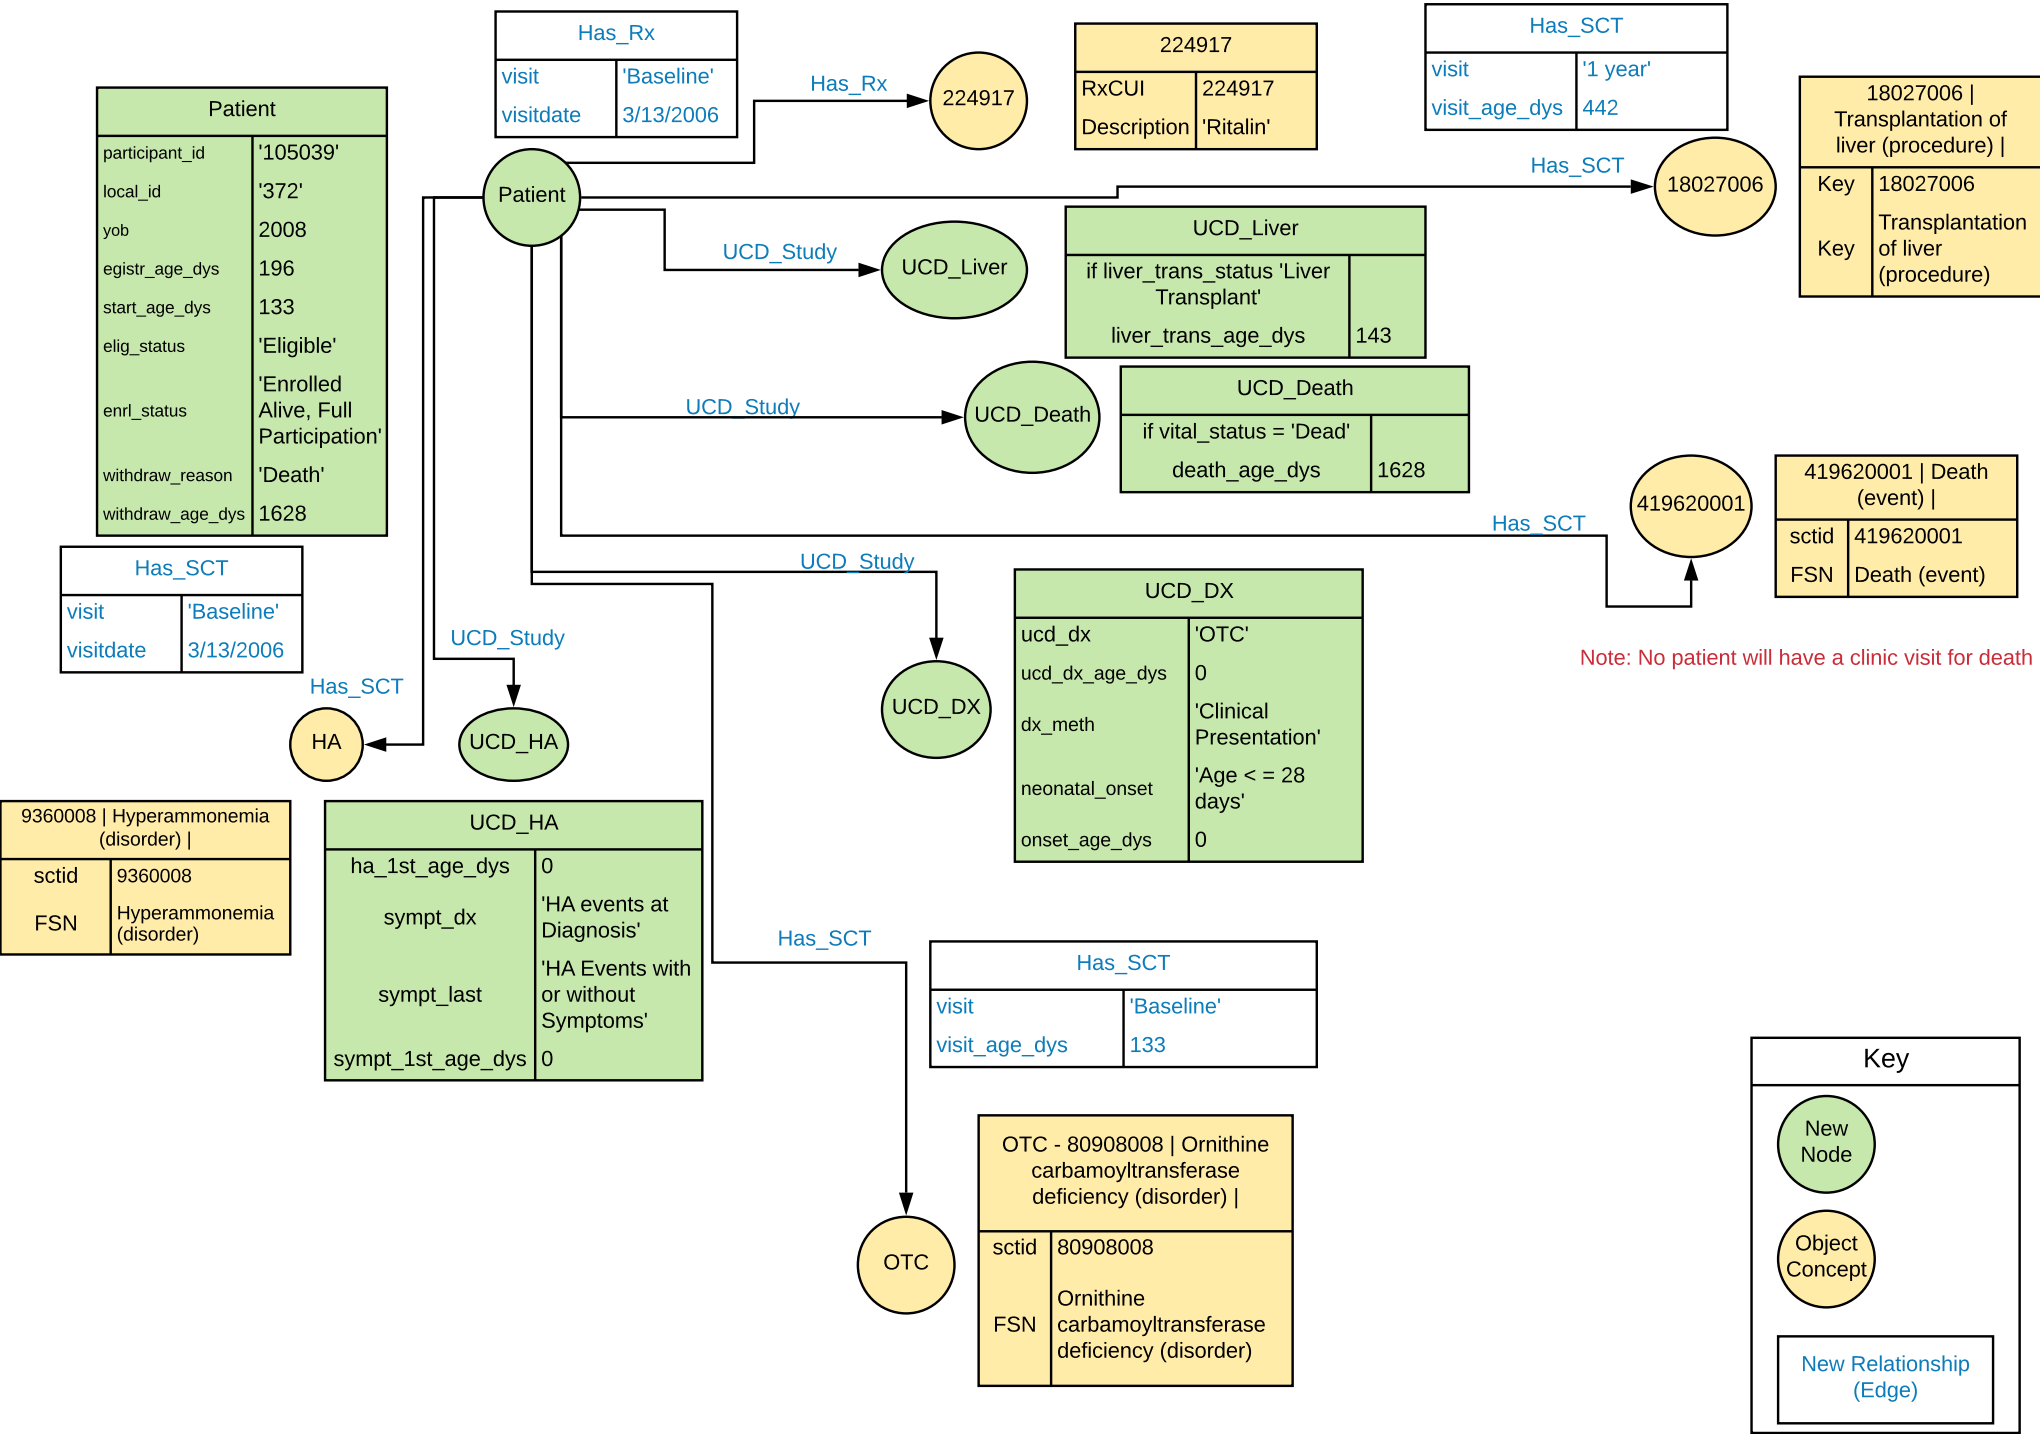 Has_Rx
visit 'Baseline'
visitdate 3/13/2006
Has_Rx
224917
224917
RxCUI 224917
Description 'Ritalin'
Has_SCT
visit '1 year'
visit_age_dys 442
Has_SCT
18027006
18027006 |
Transplantation of
liver (procedure) |
Key 18027006
Key
Transplantation
of liver
(procedure)
Patient
participant_id '105039'
local_id '372'
yob 2008
egistr_age_dys 196
start_age_dys 133
elig_status 'Eligible'
enrl_status
'Enrolled
Alive, Full
Participation'
withdraw_reason 'Death'
withdraw_age_dys 1628
Patient
UCD_Study
UCD_Liver
UCD_Liver
if liver_trans_status 'Liver
Transplant'
liver_trans_age_dys 143
UCD_Study
UCD_Death
UCD_Death
if vital_status = 'Dead'
death_age_dys 1628
Has_SCT
419620001
419620001 | Death
(event) |
sctid 419620001
FSN Death (event)
Note: No patient will have a clinic visit for death
Has_SCT
visit 'Baseline'
visitdate 3/13/2006
Has_SCT
HA
UCD_Study
UCD_HA
UCD_Study
UCD_DX
UCD_DX
ucd_dx 'OTC'
ucd_dx_age_dys 0
dx_meth
'Clinical
Presentation'
neonatal_onset
'Age < = 28
days'
onset_age_dys 0
9360008 | Hyperammonemia
(disorder) |
sctid 9360008
FSN
Hyperammonemia
(disorder)
UCD_HA
ha_1st_age_dys 0
sympt_dx
'HA events at
Diagnosis'
sympt_last
'HA Events with
or without
Symptoms'
sympt_1st_age_dys 0
Has_SCT
Has_SCT
visit 'Baseline'
visit_age_dys 133
OTC
OTC - 80908008 | Ornithine
carbamoyltransferase
deficiency (disorder) |
sctid 80908008
FSN
Ornithine
carbamoyltransferase
deficiency (disorder)
Key
New
Node
Object
Concept
New Relationship
(Edge)